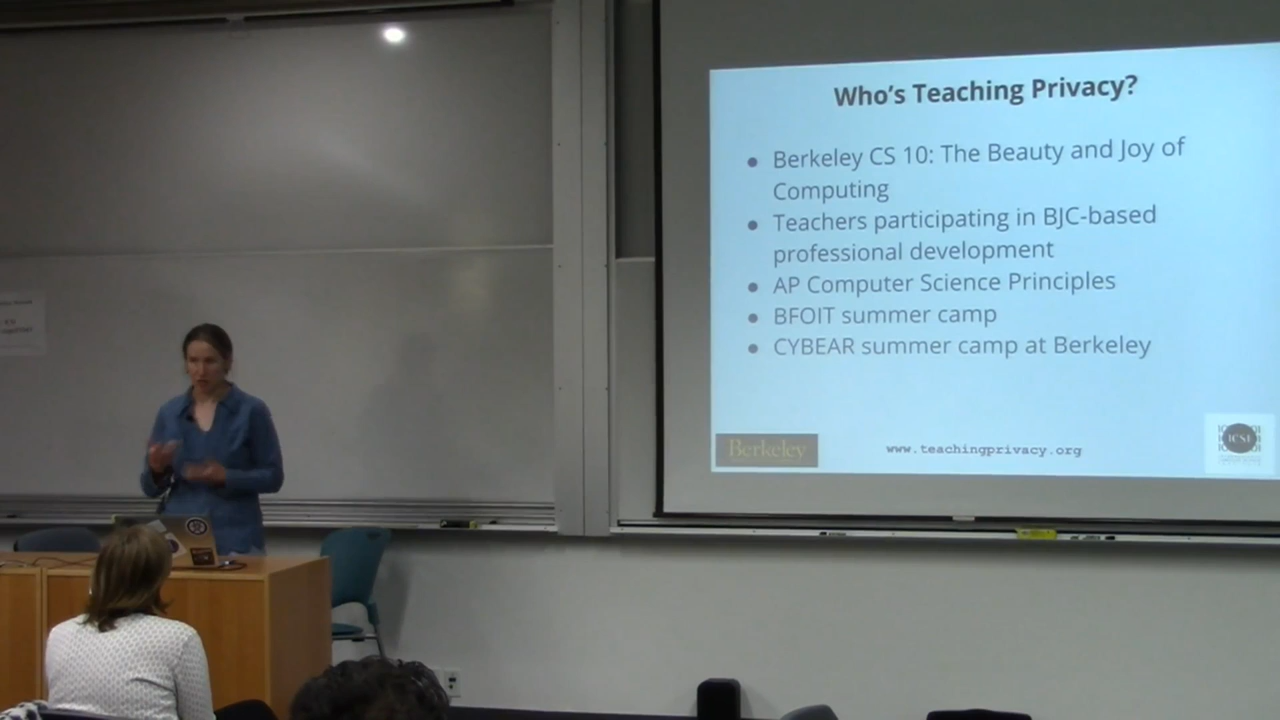 Who's Teaching Privacy?
● Berkeley CS 10: The Beauty and Joy of
Computing
● Teachers participating in BJC-based
professional development
● AP Computer Science Principles
● BFOIT summer camp
● CYBEAR summer camp at Berkeley
Berkeley
www.teachingprivacy.org
ICSI